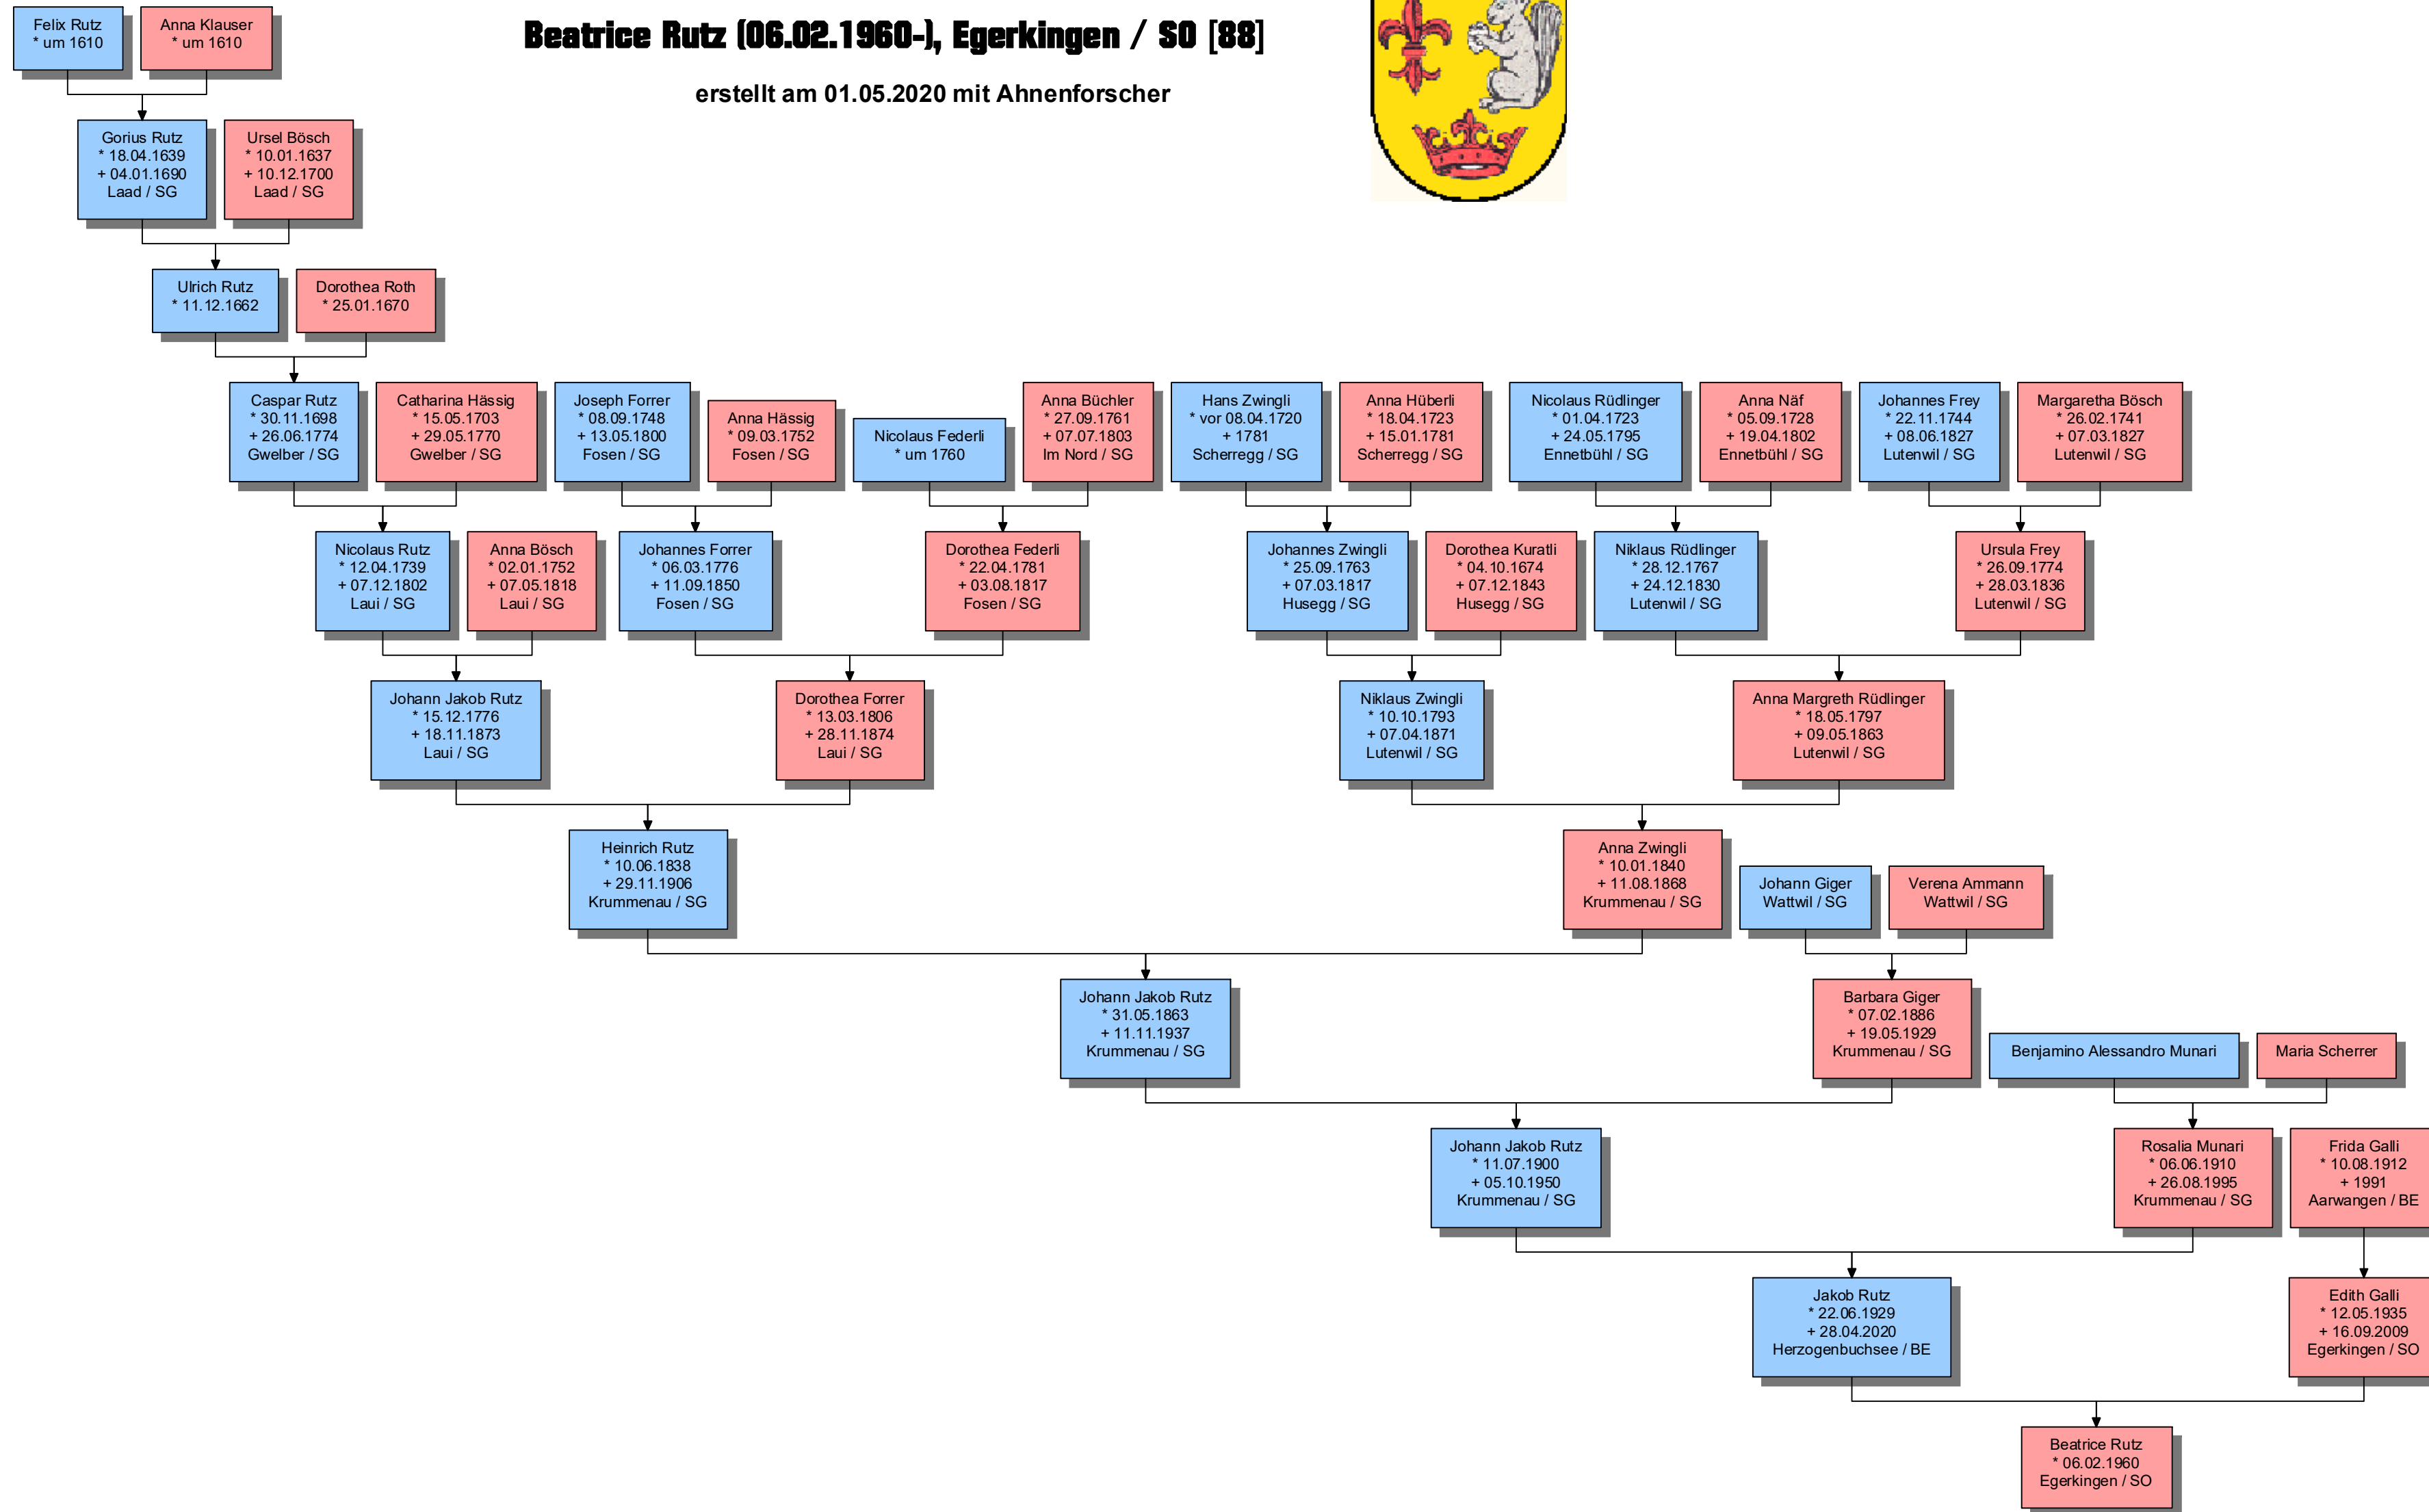 Beatrice Rutz (06.02.1960-), Egerkingen / SO [88]
erstellt am 01.05.2020 mit Ahnenforscher
Felix Rutz
* um 1610
Anna Klauser
* um 1610
Gorius Rutz
* 18.04.1639
+ 04.01.1690
Laad / SG
Ursel Bösch
* 10.01.1637
+ 10.12.1700
Laad / SG
Ulrich Rutz
* 11.12.1662
Dorothea Roth
* 25.01.1670
Caspar Rutz
* 30.11.1698
+ 26.06.1774
Gwelber / SG
Catharina Hässig
* 15.05.1703
+ 29.05.1770
Gwelber / SG
Joseph Forrer
* 08.09.1748
+ 13.05.1800
Fosen / SG
Anna Hässig
* 09.03.1752
Fosen / SG
Nicolaus Federli
* um 1760
Anna Büchler
* 27.09.1761
+ 07.07.1803
Im Nord / SG
Hans Zwingli
* vor 08.04.1720
+ 1781
Scherregg / SG
Anna Hüberli
* 18.04.1723
+ 15.01.1781
Scherregg / SG
Nicolaus Rüdlinger
* 01.04.1723
+ 24.05.1795
Ennetbühl / SG
Anna Näf
* 05.09.1728
+ 19.04.1802
Ennetbühl / SG
Johannes Frey
* 22.11.1744
+ 08.06.1827
Lutenwil / SG
Margaretha Bösch
* 26.02.1741
+ 07.03.1827
Lutenwil / SG
Nicolaus Rutz
* 12.04.1739
+ 07.12.1802
Laui / SG
Anna Bösch
* 02.01.1752
+ 07.05.1818
Laui / SG
Johannes Forrer
* 06.03.1776
+ 11.09.1850
Fosen / SG
Dorothea Federli
* 22.04.1781
+ 03.08.1817
Fosen / SG
Johannes Zwingli
* 25.09.1763
+ 07.03.1817
Husegg / SG
Dorothea Kuratli
* 04.10.1674
+ 07.12.1843
Husegg / SG
Niklaus Rüdlinger
* 28.12.1767
+ 24.12.1830
Lutenwil / SG
Ursula Frey
* 26.09.1774
+ 28.03.1836
Lutenwil / SG
Johann Jakob Rutz
* 15.12.1776
+ 18.11.1873
Laui / SG
Dorothea Forrer
* 13.03.1806
+ 28.11.1874
Laui / SG
Niklaus Zwingli
* 10.10.1793
+ 07.04.1871
Lutenwil / SG
Anna Margreth Rüdlinger
* 18.05.1797
+ 09.05.1863
Lutenwil / SG
Heinrich Rutz
* 10.06.1838
+ 29.11.1906
Krummenau / SG
Anna Zwingli
* 10.01.1840
+ 11.08.1868
Krummenau / SG
Johann Giger
Wattwil / SG
Verena Ammann
Wattwil / SG
Johann Jakob Rutz
* 31.05.1863
+ 11.11.1937
Krummenau / SG
Barbara Giger
* 07.02.1886
+ 19.05.1929
Krummenau / SG
Benjamino Alessandro Munari
Maria Scherrer
Johann Jakob Rutz
* 11.07.1900
+ 05.10.1950
Krummenau / SG
Rosalia Munari
* 06.06.1910
+ 26.08.1995
Krummenau / SG
Frida Galli
* 10.08.1912
+ 1991
Aarwangen / BE
Jakob Rutz
* 22.06.1929
+ 28.04.2020
Herzogenbuchsee / BE
Edith Galli
* 12.05.1935
+ 16.09.2009
Egerkingen / SO
Beatrice Rutz
* 06.02.1960
Egerkingen / SO